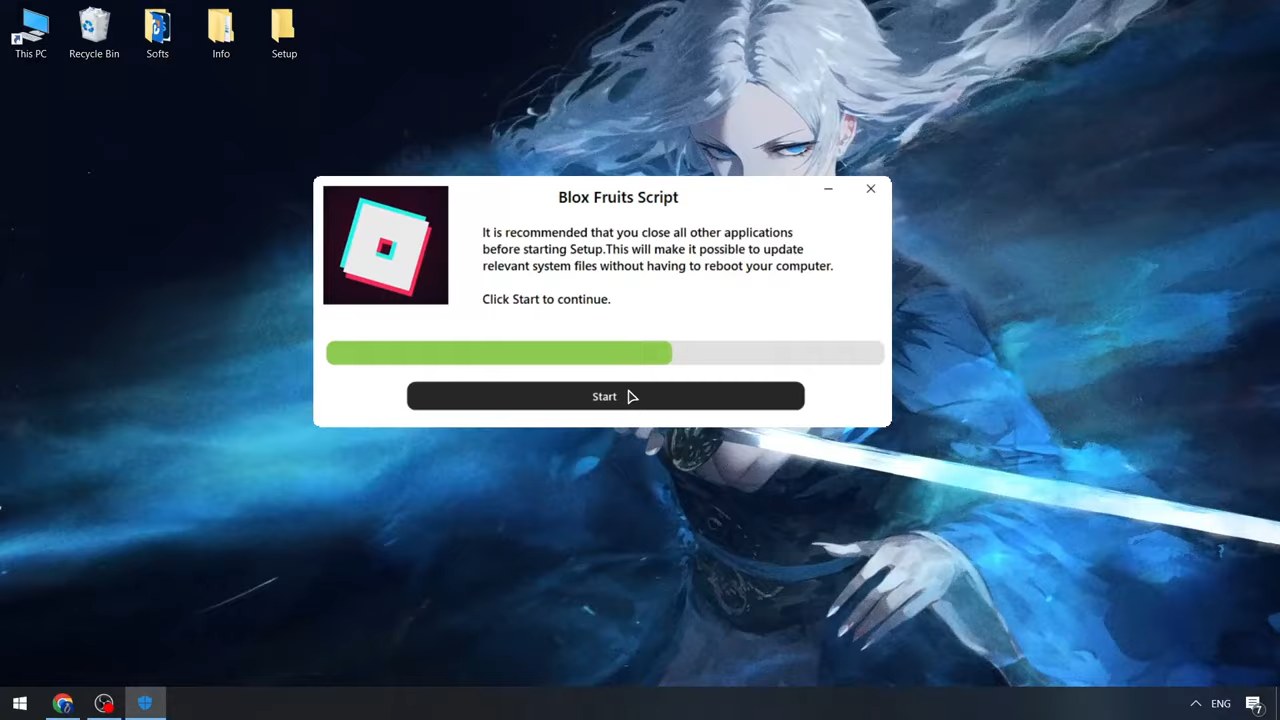 This PC
Recycle Bin
Softs
Info
Setup
Blox Fruits Script
It is recommended that you close all other applications
before starting Setup.This will make it possible to update
relevant system files without having to reboot your computer.
Click Start to continue.
Start
ENG
7